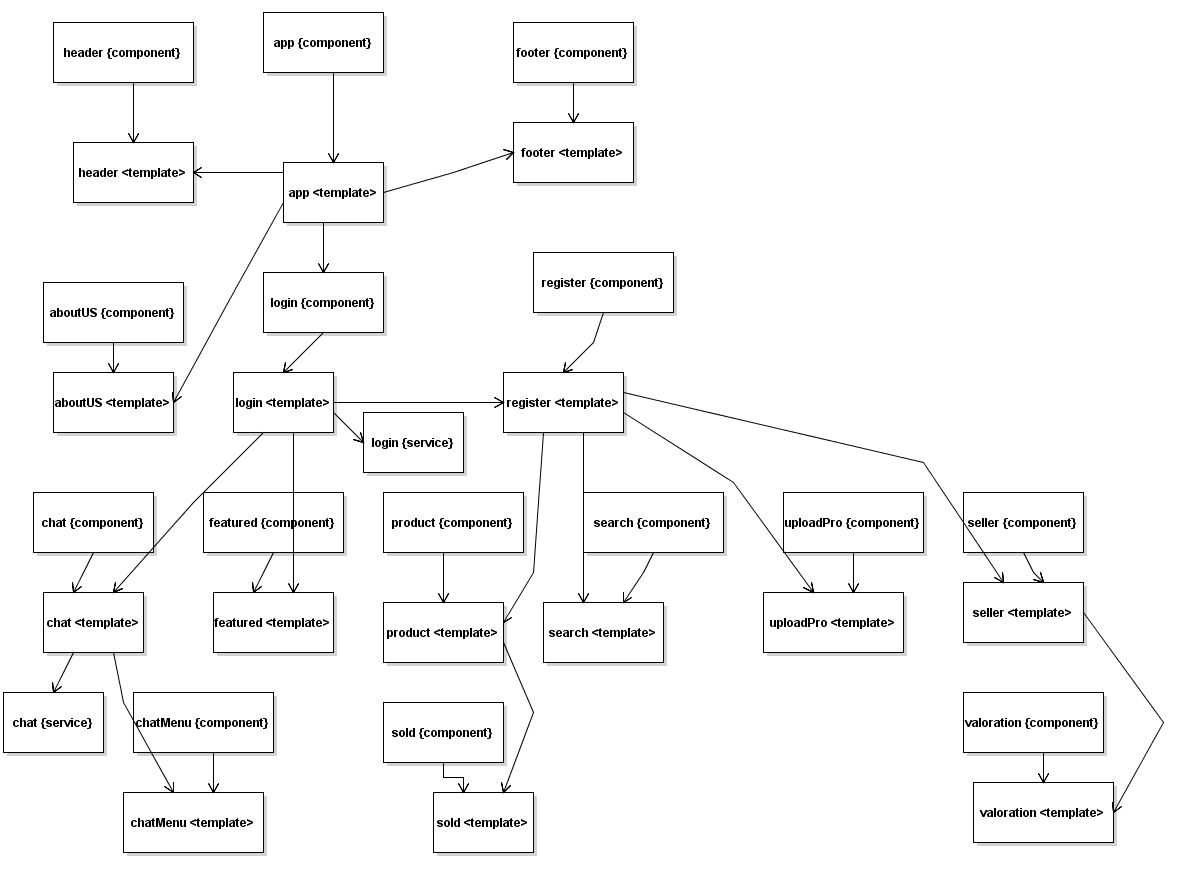 header {component}
app {component}
footer {component}
header <template>
app <template>
footer <template>
aboutUS {component}
login {component}
register {component}
aboutUS <template>
login <template>
register <template>
login {service}
chat {component}
featured {component}
product {component}
search {component}
uploadPro {component}
seller {component}
chat <template>
featured <template>
product <template>
search <template>
uploadPro <template>
seller <template>
chat {service}
chatMenu {component}
sold {component}
valoration {component}
chatMenu <template>
sold <template>
valoration <template>